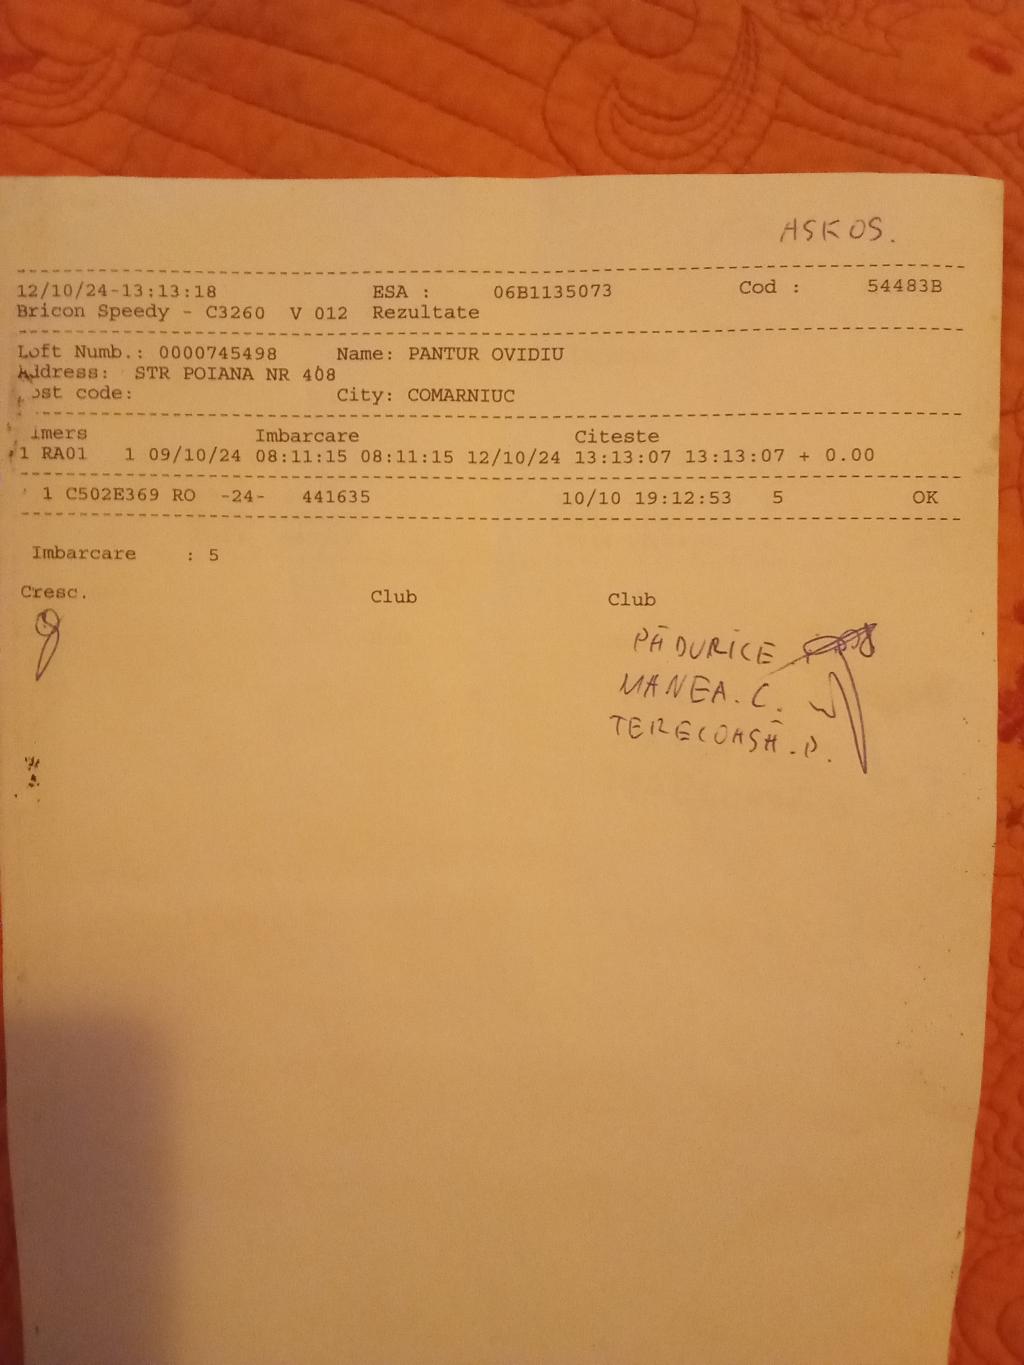 ASKOS.
12/10/24-13:13:18 ESA : 06B1135073 Cod : 54483B
Bricon Speedy - C3260 V 012 Rezultate
Loft Numb.: 0000745498 Name: PANTUR OVIDIU
Address: STR POIANA NR 408
ost code: City: COMARNIUC
imers Imbarcare Citeste
1 RA01 1 09/10/24 08:11:15 08:11:15 12/10/24 13:13:07 13:13:07 + 0.00
1 C502E369 RO -24- 441635 10/10 19:12:53 5 OK
Imbarcare : 5
Cresc. Club Club
PĂDURICE
MANEA. C.
TERECOASĂ. P.